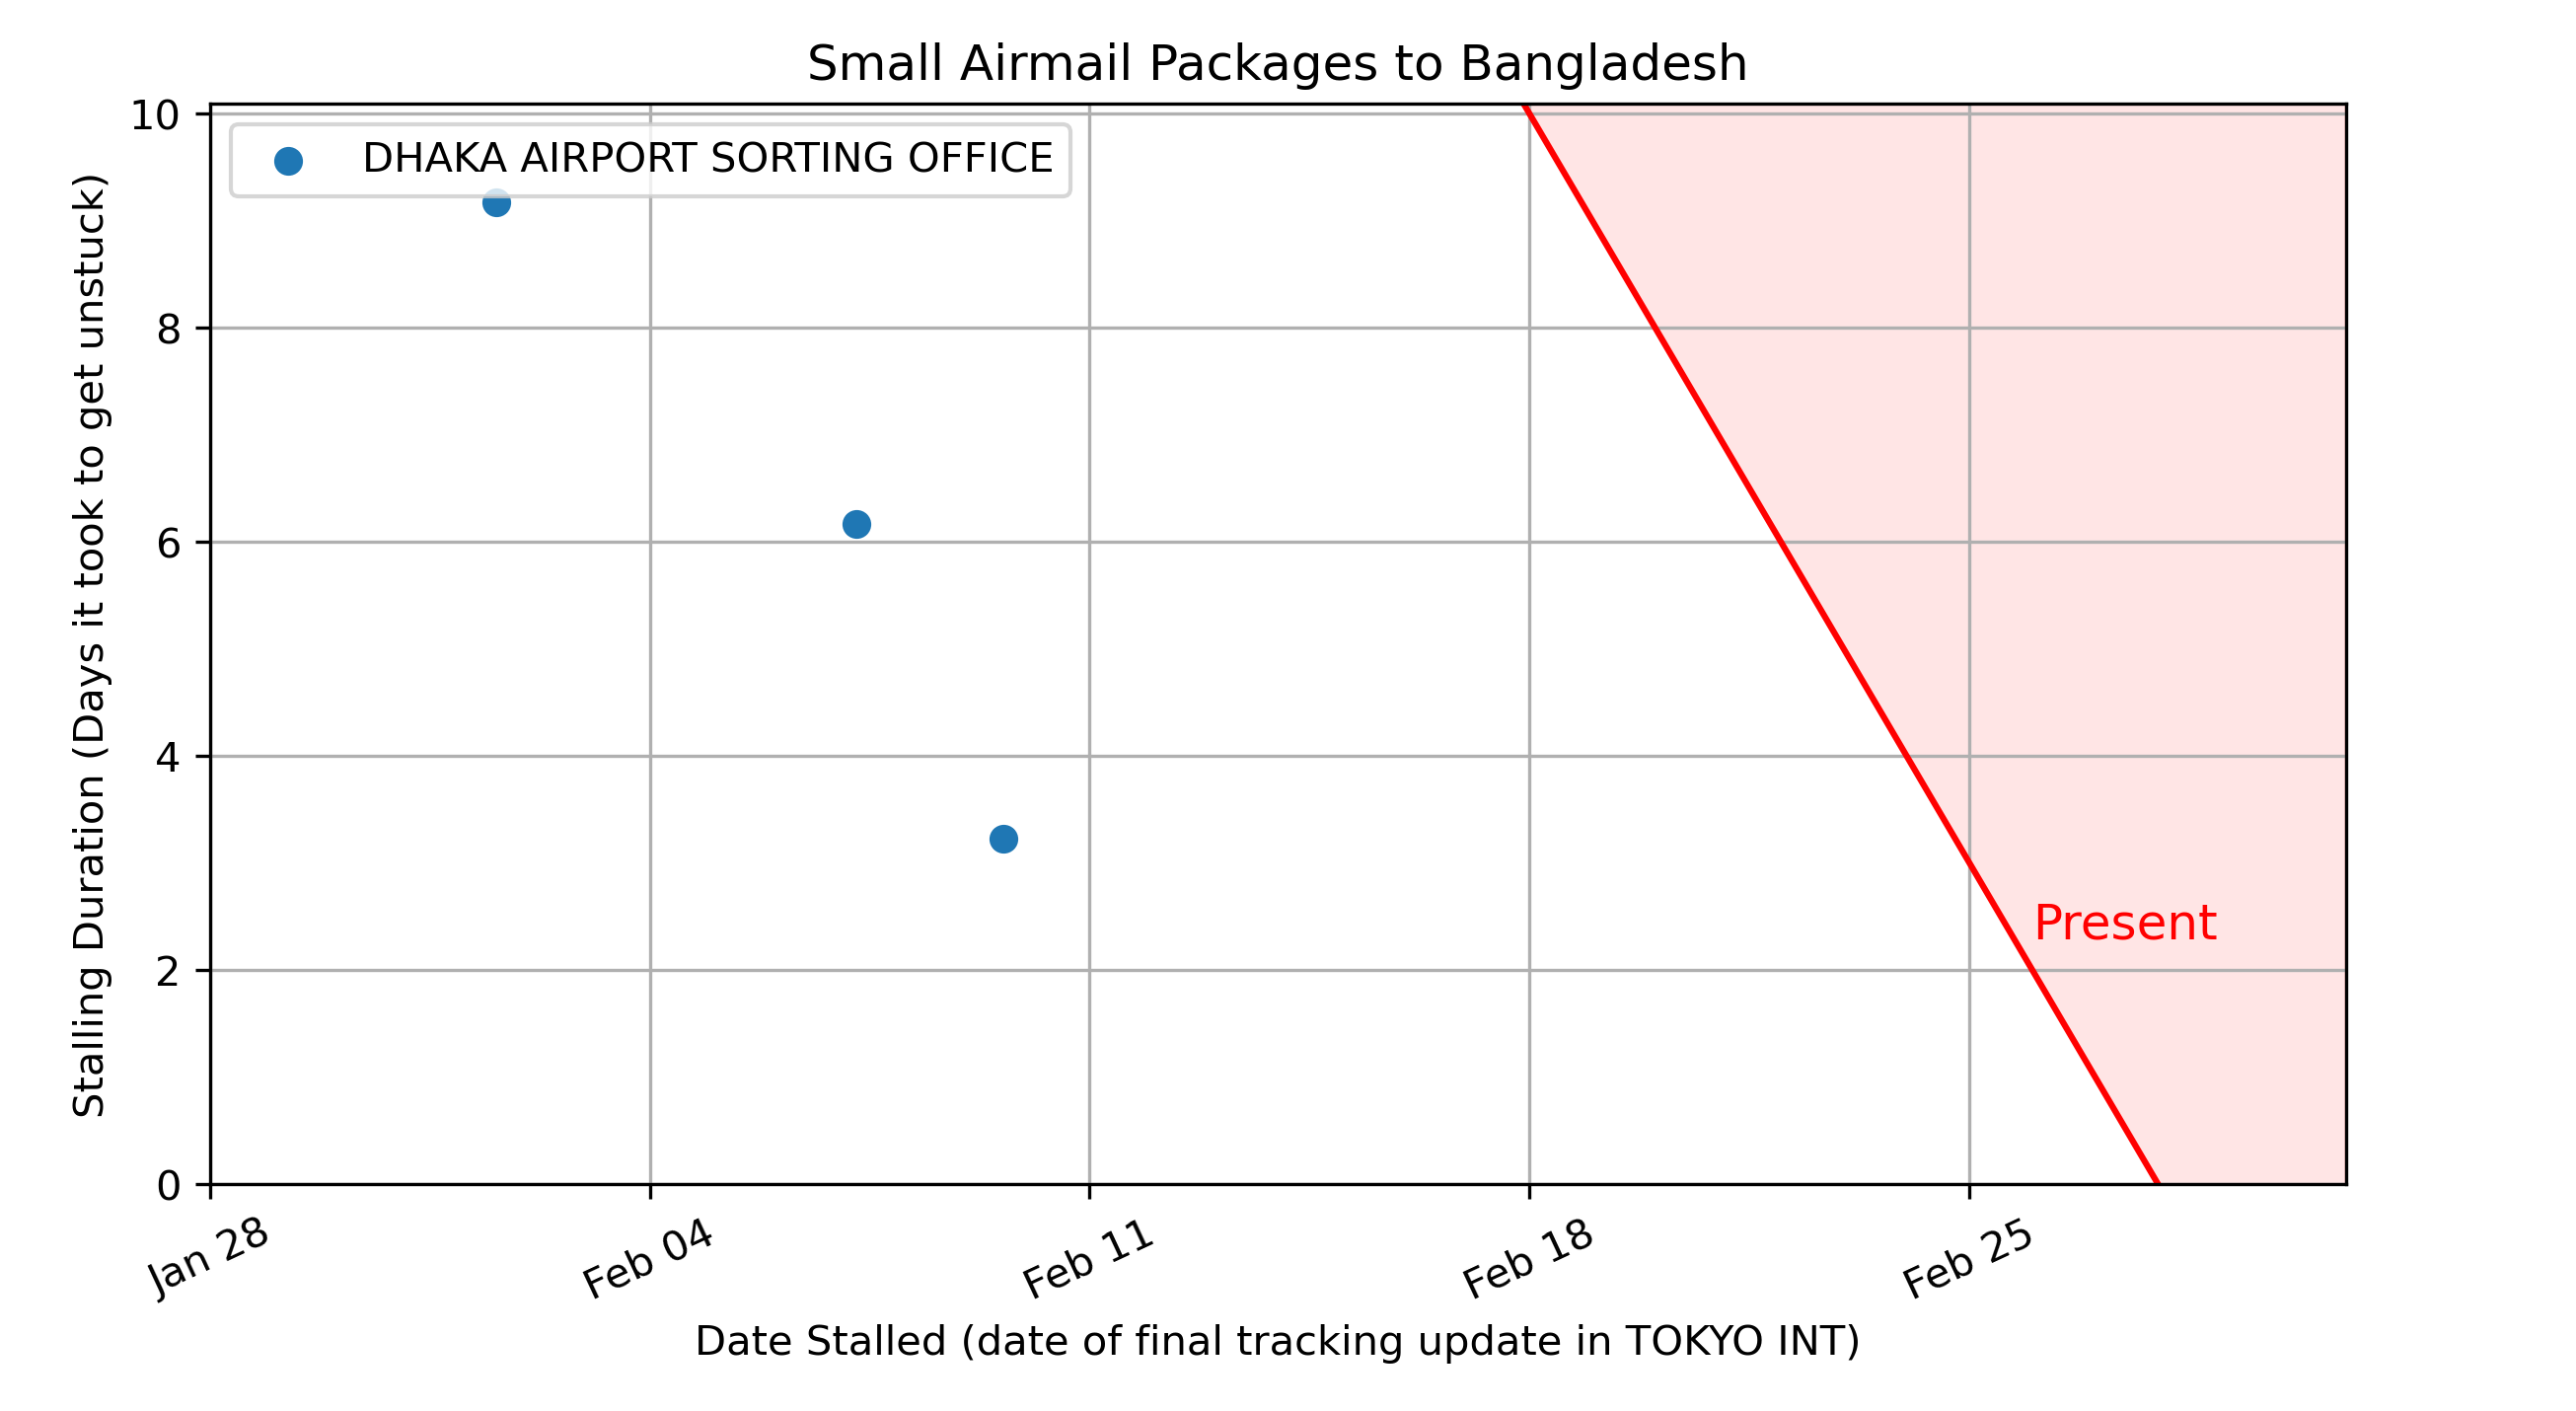 Small Airmail Packages to Bangladesh
DHAKA AIRPORT SORTING OFFICE
Stalling Duration (Days it took to get unstuck)
10
8
6
4
2
0
Present
Jan 28
Feb 04
Feb 11
Feb 18
Feb 25
Date Stalled (date of final tracking update in TOKYO INT)